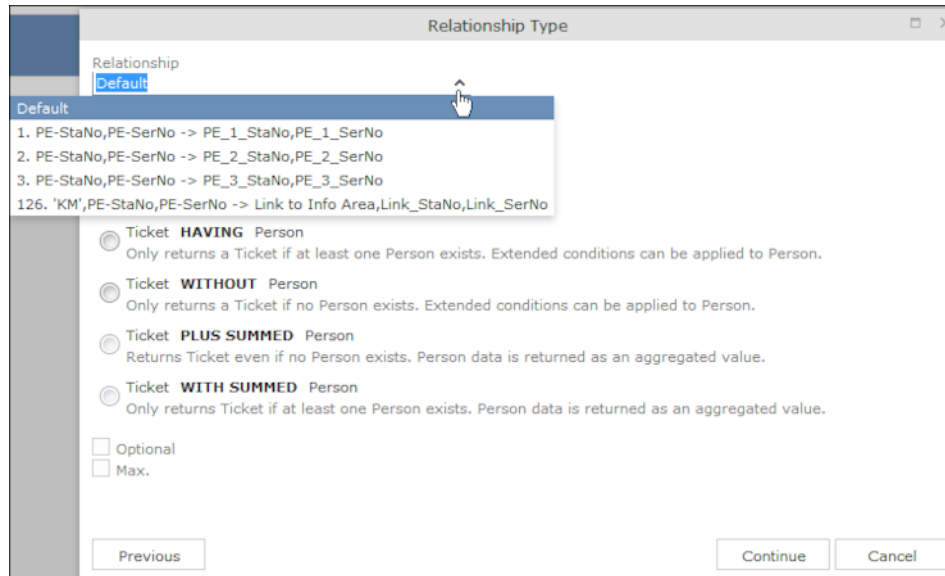 Relationship Type
Relationship
Default
Default
1. PE-StaNo,PE-SerNo -> PE_1_StaNo,PE_1_SerNo
2. PE-StaNo,PE-SerNo -> PE_2_StaNo,PE_2_SerNo
3. PE-StaNo,PE-SerNo -> PE_3_StaNo,PE_3_SerNo
126. 'KM',PE-StaNo,PE-SerNo -> Link to Info Area,Link_StaNo,Link_SerNo
Ticket HAVING Person
Only returns a Ticket if at least one Person exists. Extended conditions can be applied to Person.
Ticket WITHOUT Person
Only returns a Ticket if no Person exists. Extended conditions can be applied to Person.
Ticket PLUS SUMMED Person
Returns Ticket even if no Person exists. Person data is returned as an aggregated value.
Ticket WITH SUMMED Person
Only returns Ticket if at least one Person exists. Person data is returned as an aggregated value.
Optional
Max.
Previous
Continue
Cancel